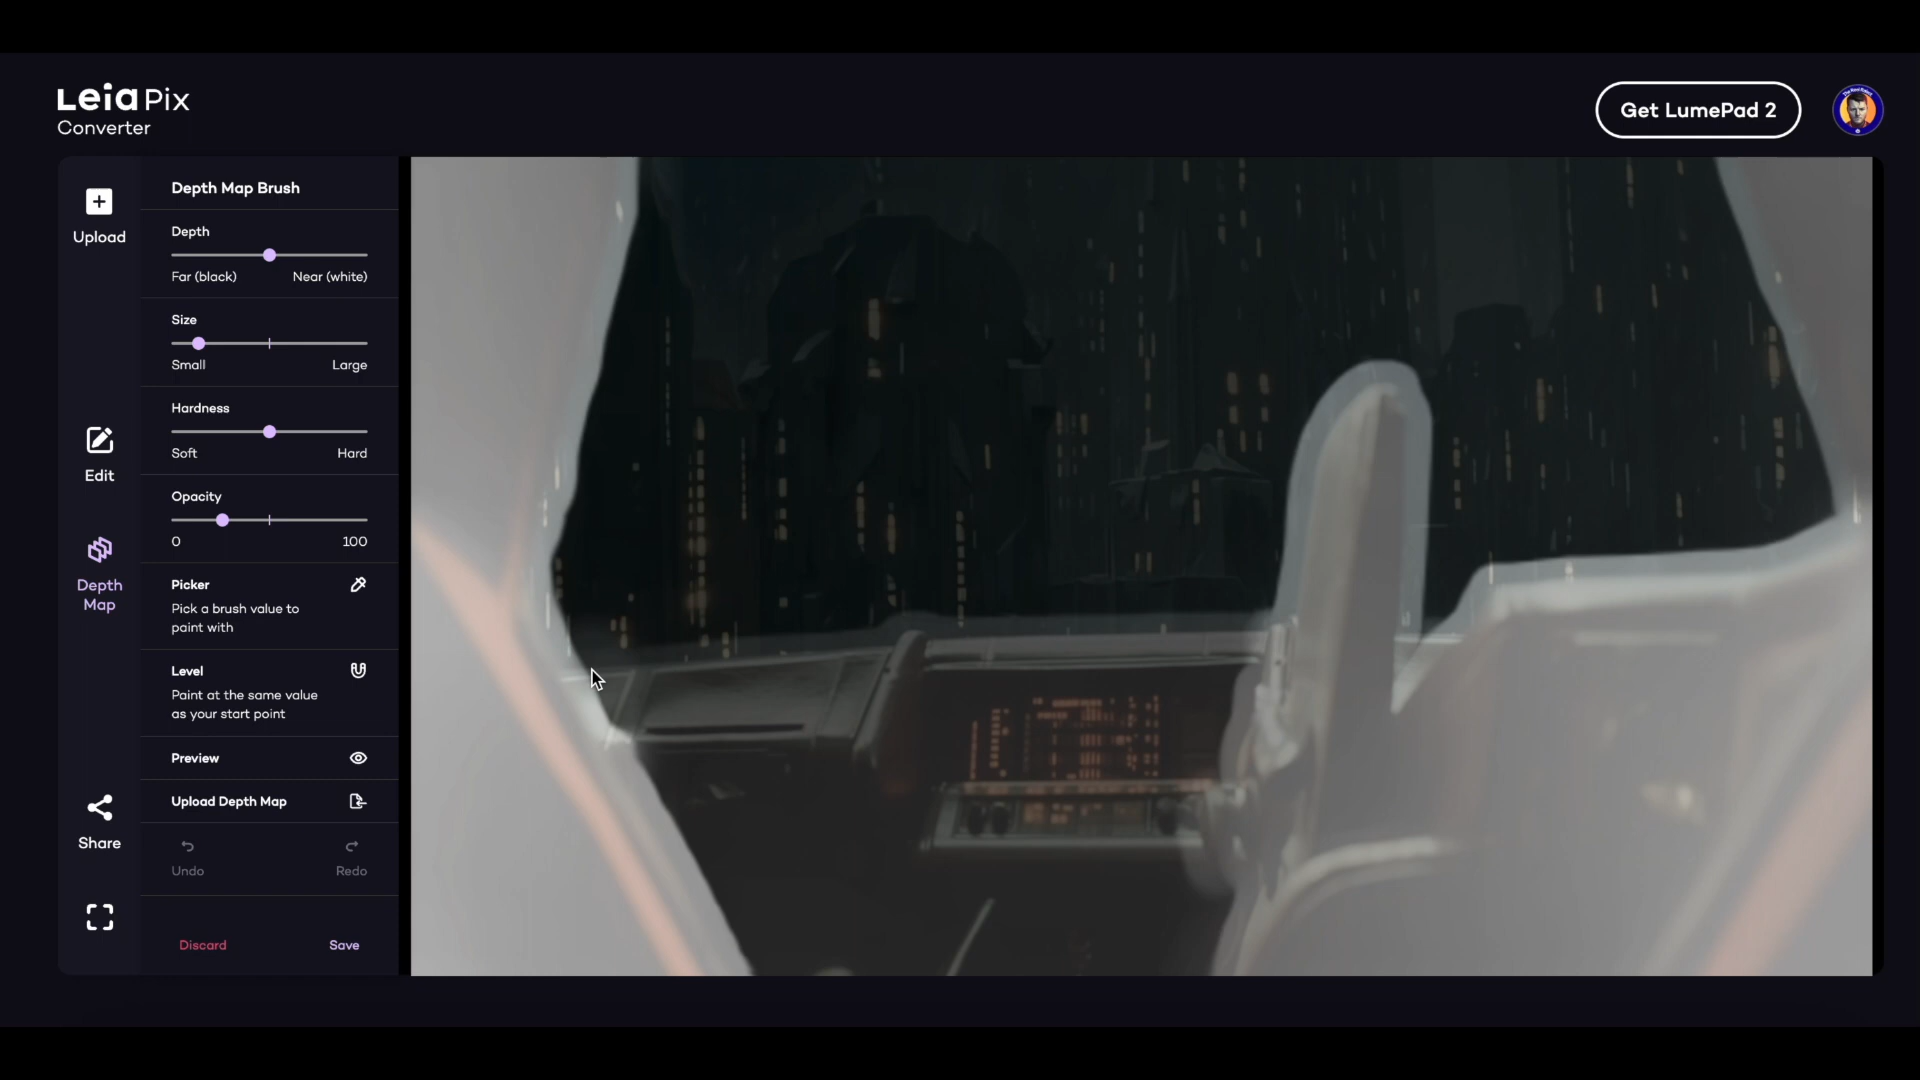 Leia Pix
Converter
Get LumePad 2
Upload
Edit
Depth
Map
Share
Depth Map Brush
Depth
Far (black) Near (white)
Size
Small Large
Hardness
Soft Hard
Opacity
0 100
Picker
Pick a brush value to
paint with
Level
Paint at the same value
as your start point
Preview
Upload Depth Map
Undo Redo
Discard Save